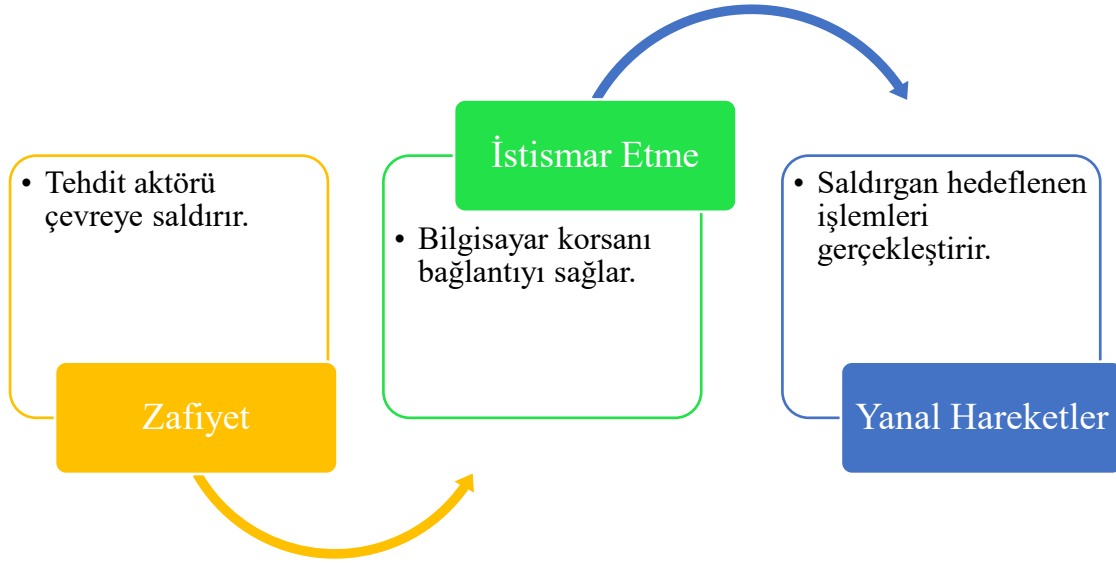 • Tehdit aktörü
çevreye saldırır.
Zafiyet
İstismar Etme
• Bilgisayar korsanı
bağlantıyı sağlar.
• Saldırgan hedeflenen
işlemleri
gerçekleştirir.
Yanal Hareketler